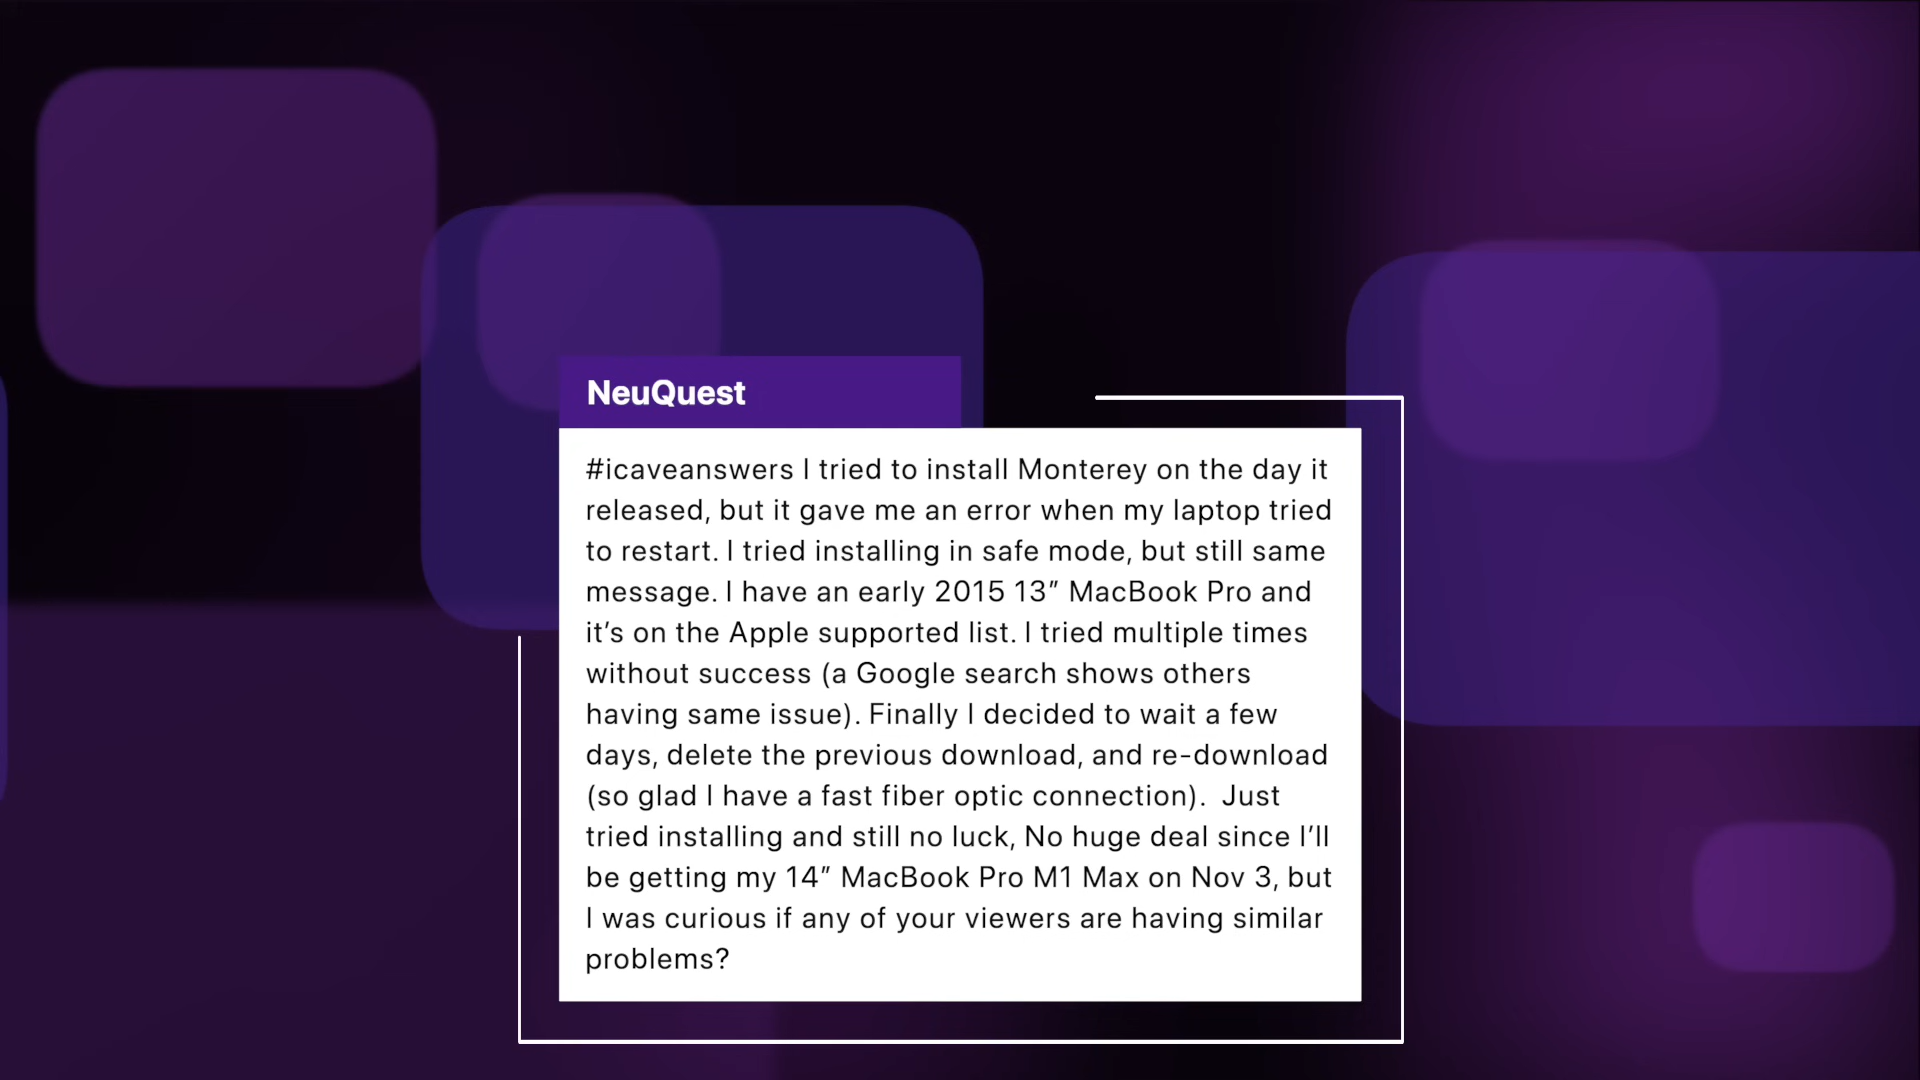 NeuQuest
#icaveanswers I tried to install Monterey on the day it
released, but it gave me an error when my laptop tried
to restart. I tried installing in safe mode, but still same
message. I have an early 2015 13” MacBook Pro and
it’s on the Apple supported list. I tried multiple times
without success (a Google search shows others
having same issue). Finally I decided to wait a few
days, delete the previous download, and re-download
(so glad I have a fast fiber optic connection).  Just
tried installing and still no luck, No huge deal since I’ll
be getting my 14” MacBook Pro M1 Max on Nov 3, but
I was curious if any of your viewers are having similar
problems?